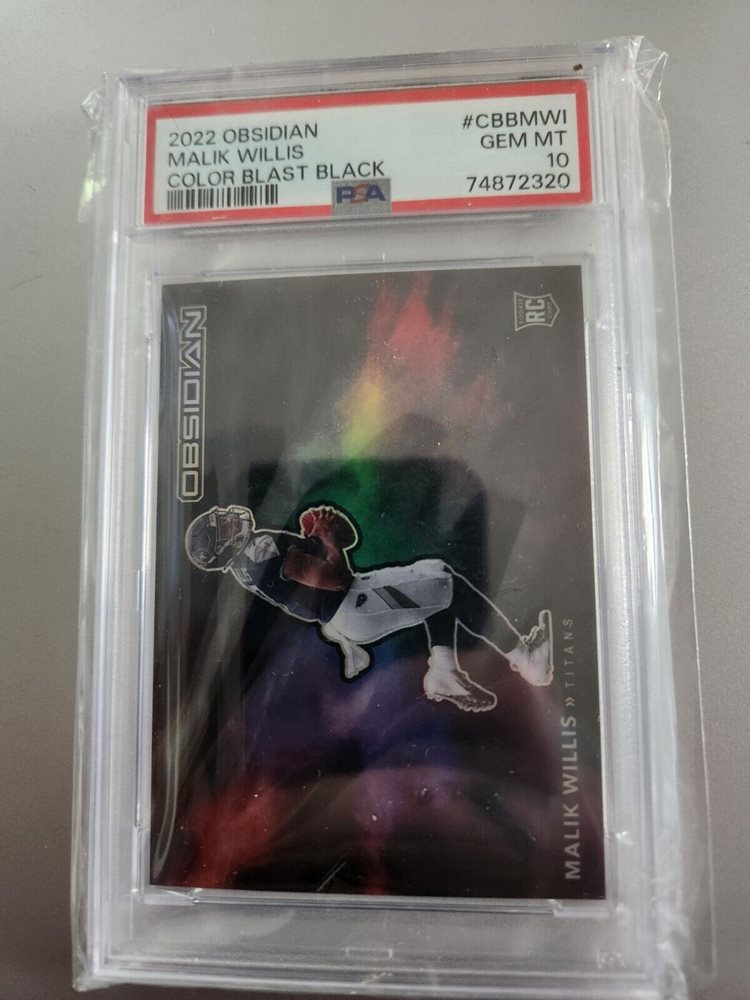 2022 OBSIDIAN #CBBMWI
MALIK WILLIS GEM MT
COLOR BLAST BLACK 10
PSA 74872320
OBSIDIAN
RC
MALIK WILLIS » TITANS